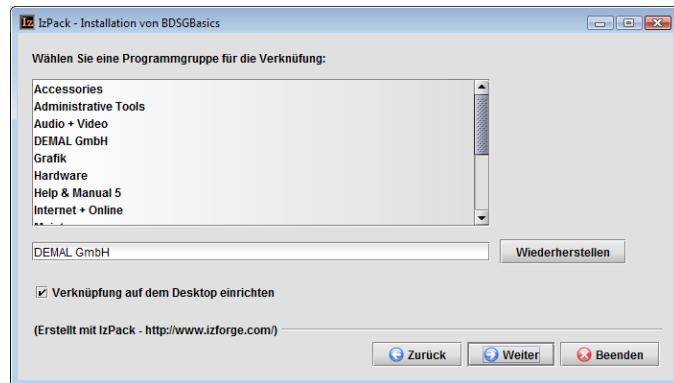 IzPack - Installation von BDSGBasics
Wählen Sie eine Programmgruppe für die Verknüpfung:
Accessories
Administrative Tools
Audio + Video
DEMAL GmbH
Grafik
Hardware
Help & Manual 5
Internet + Online
DEMAL GmbH
Wiederherstellen
Verknüpfung auf dem Desktop einrichten
(Erstellt mit IzPack - http://www.izforge.com/)
Zurück
Weiter
Beenden